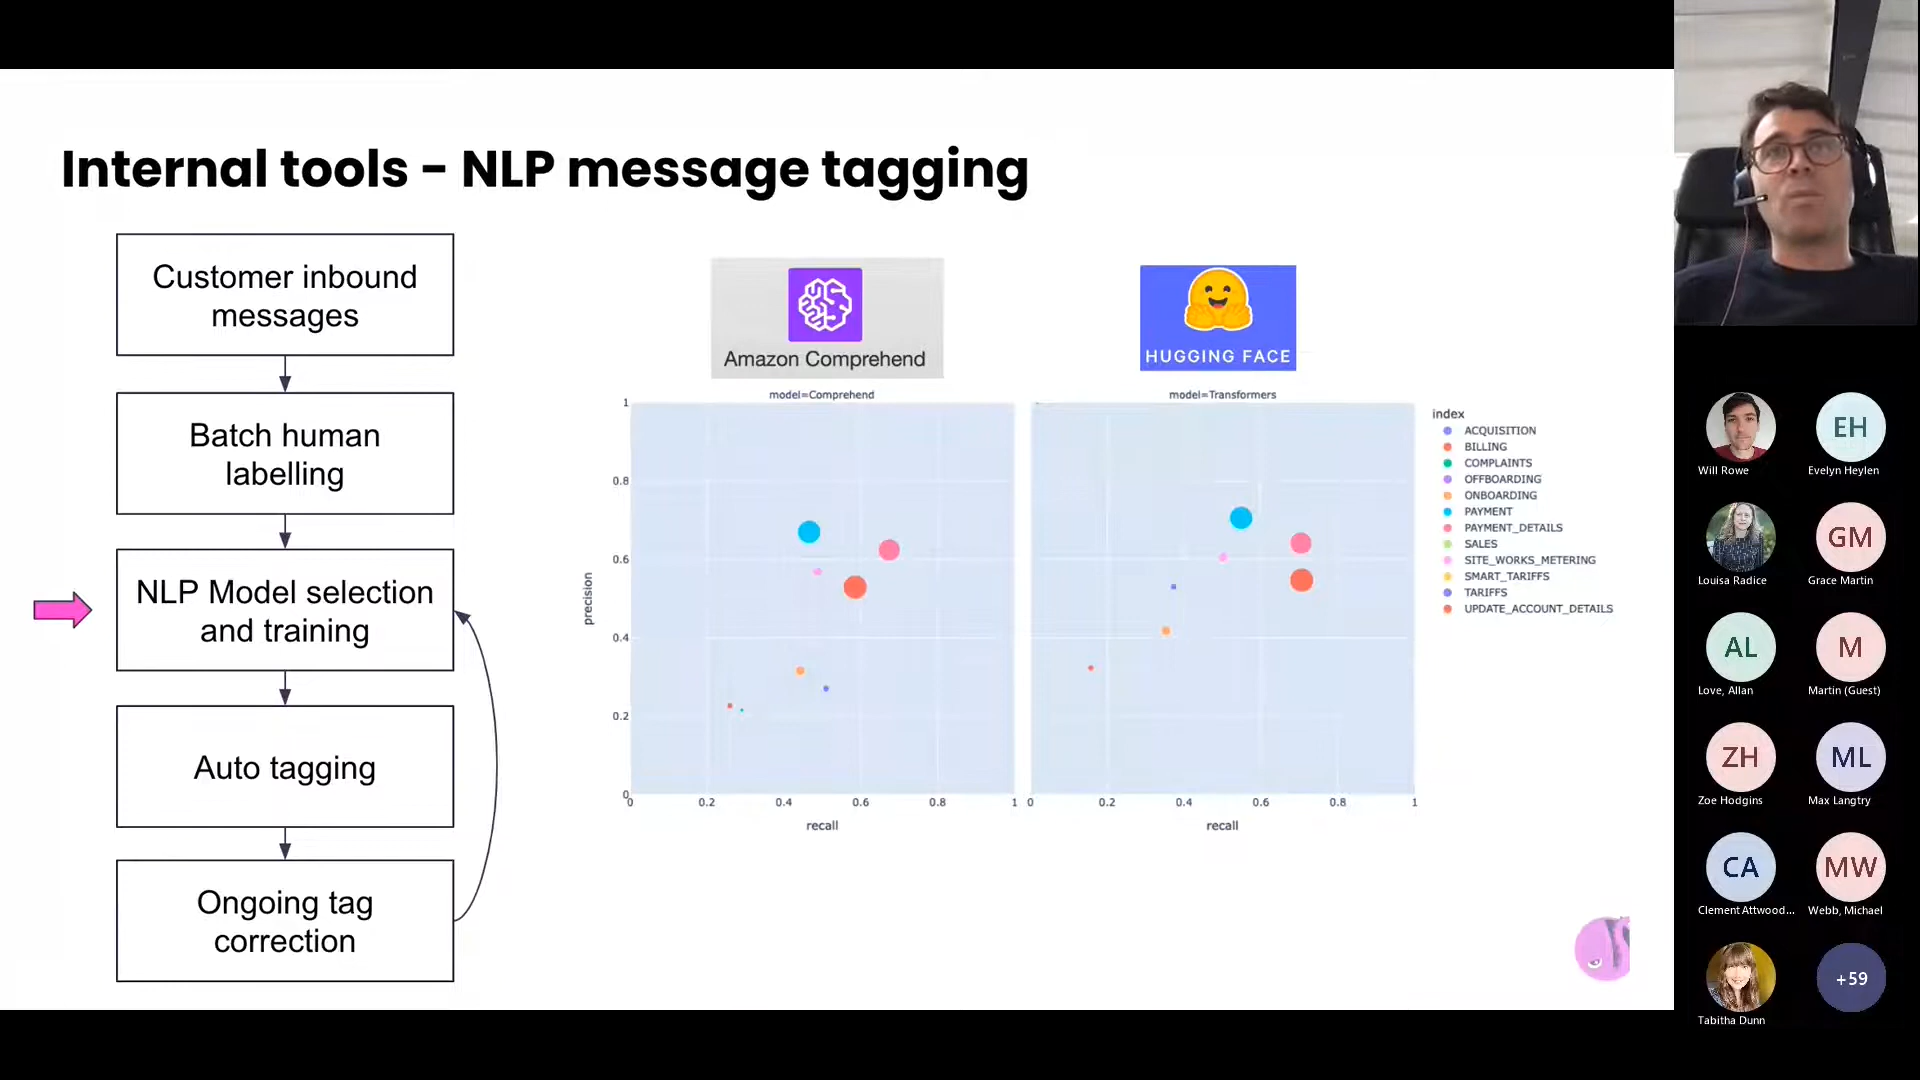 Internal tools - NLP message tagging
Customer inbound
messages
Batch human
labelling
NLP Model selection
and training
Auto tagging
Ongoing tag
correction
Amazon Comprehend
HUGGING FACE
model=Comprehend
model=Transformers
precision
1
0.8
0.6
0.4
0.2
0
0 0.2 0.4 0.6 0.8 1
recall
0 0.2 0.4 0.6 0.8 1
recall
index
ACQUISITION
BILLING
COMPLAINTS
OFFBOARDING
ONBOARDING
PAYMENT
PAYMENT_DETAILS
SALES
SITE_WORKS_METERING
SMART_TARIFFS
TARIFFS
UPDATE_ACCOUNT_DETAILS
Will Rowe
EH
Evelyn Heylen
Louisa Radice
GM
Grace Martin
AL
Love, Allan
M
Martin (Guest)
ZH
Zoe Hodgins
ML
Max Langtry
CA
Clement Attwood...
MW
Webb, Michael
Tabitha Dunn
+59